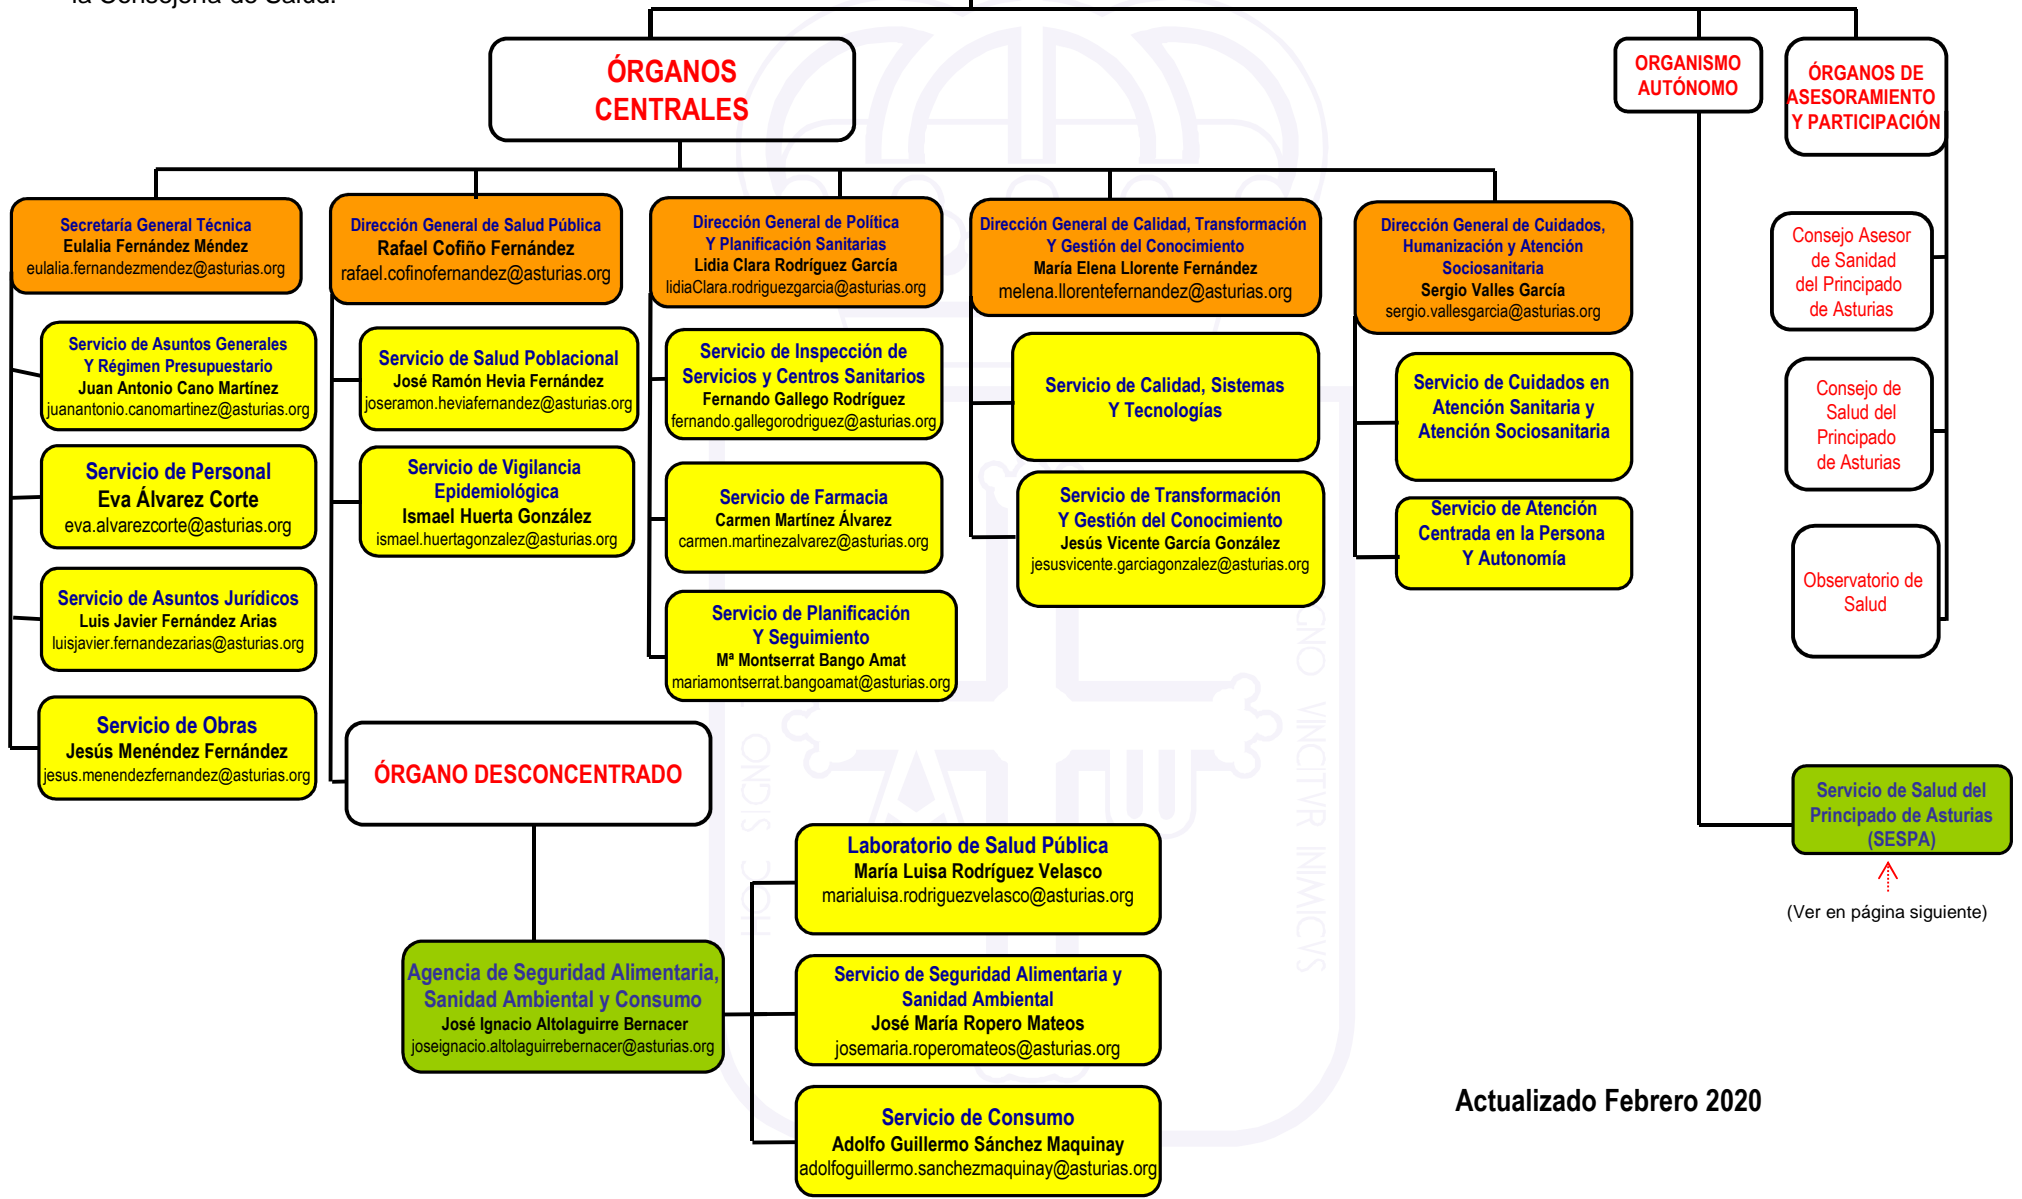 la Consejería de Salud.
ÓRGANOS
CENTRALES
ORGANISMO
AUTÓNOMO
ÓRGANOS DE
ASESORAMIENTO
Y PARTICIPACIÓN
Secretaría General Técnica
Eulalia Fernández Méndez
eulalia.fernandezmendez@asturias.org
Dirección General de Salud Pública
Rafael Cofiño Fernández
rafael.cofinofernandez@asturias.org
Dirección General de Política
Y Planificación Sanitarias
Lidia Clara Rodríguez García
lidiaClara.rodriguezgarcia@asturias.org
Dirección General de Calidad, Transformación
Y Gestión del Conocimiento
María Elena Llorente Fernández
melena.llorentefernandez@asturias.org
Dirección General de Cuidados,
Humanización y Atención
Sociosanitaria
Sergio Valles García
sergio.vallesgarcia@asturias.org
Servicio de Asuntos Generales
Y Régimen Presupuestario
Juan Antonio Cano Martínez
juanantonio.canomartinez@asturias.org
Servicio de Personal
Eva Álvarez Corte
eva.alvarezcorte@asturias.org
Servicio de Asuntos Jurídicos
Luis Javier Fernández Arias
luisjavier.fernandezarias@asturias.org
Servicio de Obras
Jesús Menéndez Fernández
jesus.menendezfernandez@asturias.org
Servicio de Salud Poblacional
José Ramón Hevia Fernández
joseramon.heviafernandez@asturias.org
Servicio de Vigilancia
Epidemiológica
Ismael Huerta González
ismael.huertagonzalez@asturias.org
Servicio de Inspección de
Servicios y Centros Sanitarios
Fernando Gallego Rodríguez
fernando.gallegorodriguez@asturias.org
Servicio de Farmacia
Carmen Martínez Álvarez
carmen.martinezalvarez@asturias.org
Servicio de Planificación
Y Seguimiento
Mª Montserrat Bango Amat
mariamontserrat.bangoamat@asturias.org
Servicio de Calidad, Sistemas
Y Tecnologías
Servicio de Transformación
Y Gestión del Conocimiento
Jesús Vicente García González
jesusvicente.garciagonzalez@asturias.org
Servicio de Cuidados en
Atención Sanitaria y
Atención Sociosanitaria
Servicio de Atención
Centrada en la Persona
Y Autonomía
Consejo Asesor
de Sanidad
del Principado
de Asturias
Consejo de
Salud del
Principado
de Asturias
Observatorio de
Salud
Servicio de Salud del
Principado de Asturias
(SESPA)
(Ver en página siguiente)
ÓRGANO DESCONCENTRADO
Agencia de Seguridad Alimentaria,
Sanidad Ambiental y Consumo
José Ignacio Altolaguirre Bernacer
joseignacio.altolaguirrebernacer@asturias.org
Laboratorio de Salud Pública
María Luisa Rodríguez Velasco
marialuisa.rodriguezvelasco@asturias.org
Servicio de Seguridad Alimentaria y
Sanidad Ambiental
José María Ropero Mateos
josemaria.roperomateos@asturias.org
Servicio de Consumo
Adolfo Guillermo Sánchez Maquinay
adolfoguillermo.sanchezmaquinay@asturias.org
Actualizado Febrero 2020
HOC SIGNO
VINCITVR INIMICVS